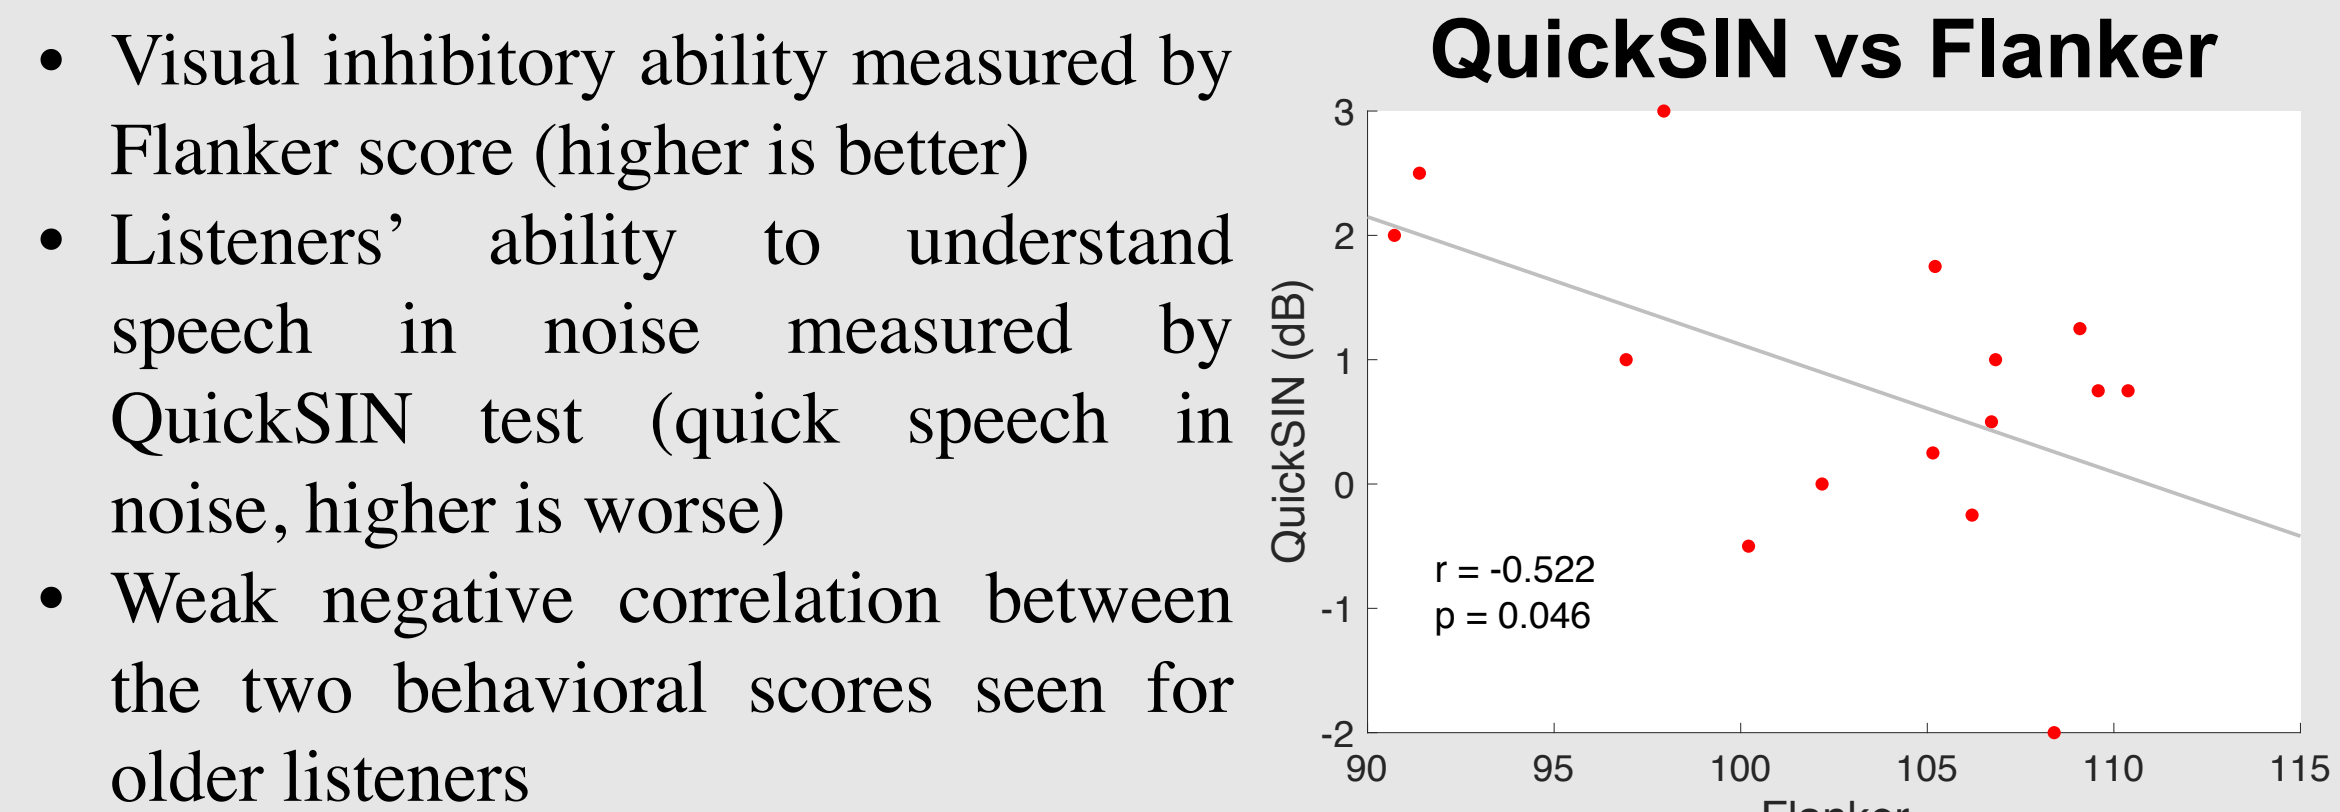 • Visual inhibitory ability measured by
Flanker score (higher is better)
• Listeners’ ability to understand
speech in noise measured by
QuickSIN test (quick speech in
noise, higher is worse)
• Weak negative correlation between
the two behavioral scores seen for
older listeners
QuickSIN vs Flanker
3
2
1
0
-1
-2
QuickSIN (dB)
r = -0.522
p = 0.046
90 95 100 105 110 115
Flanker